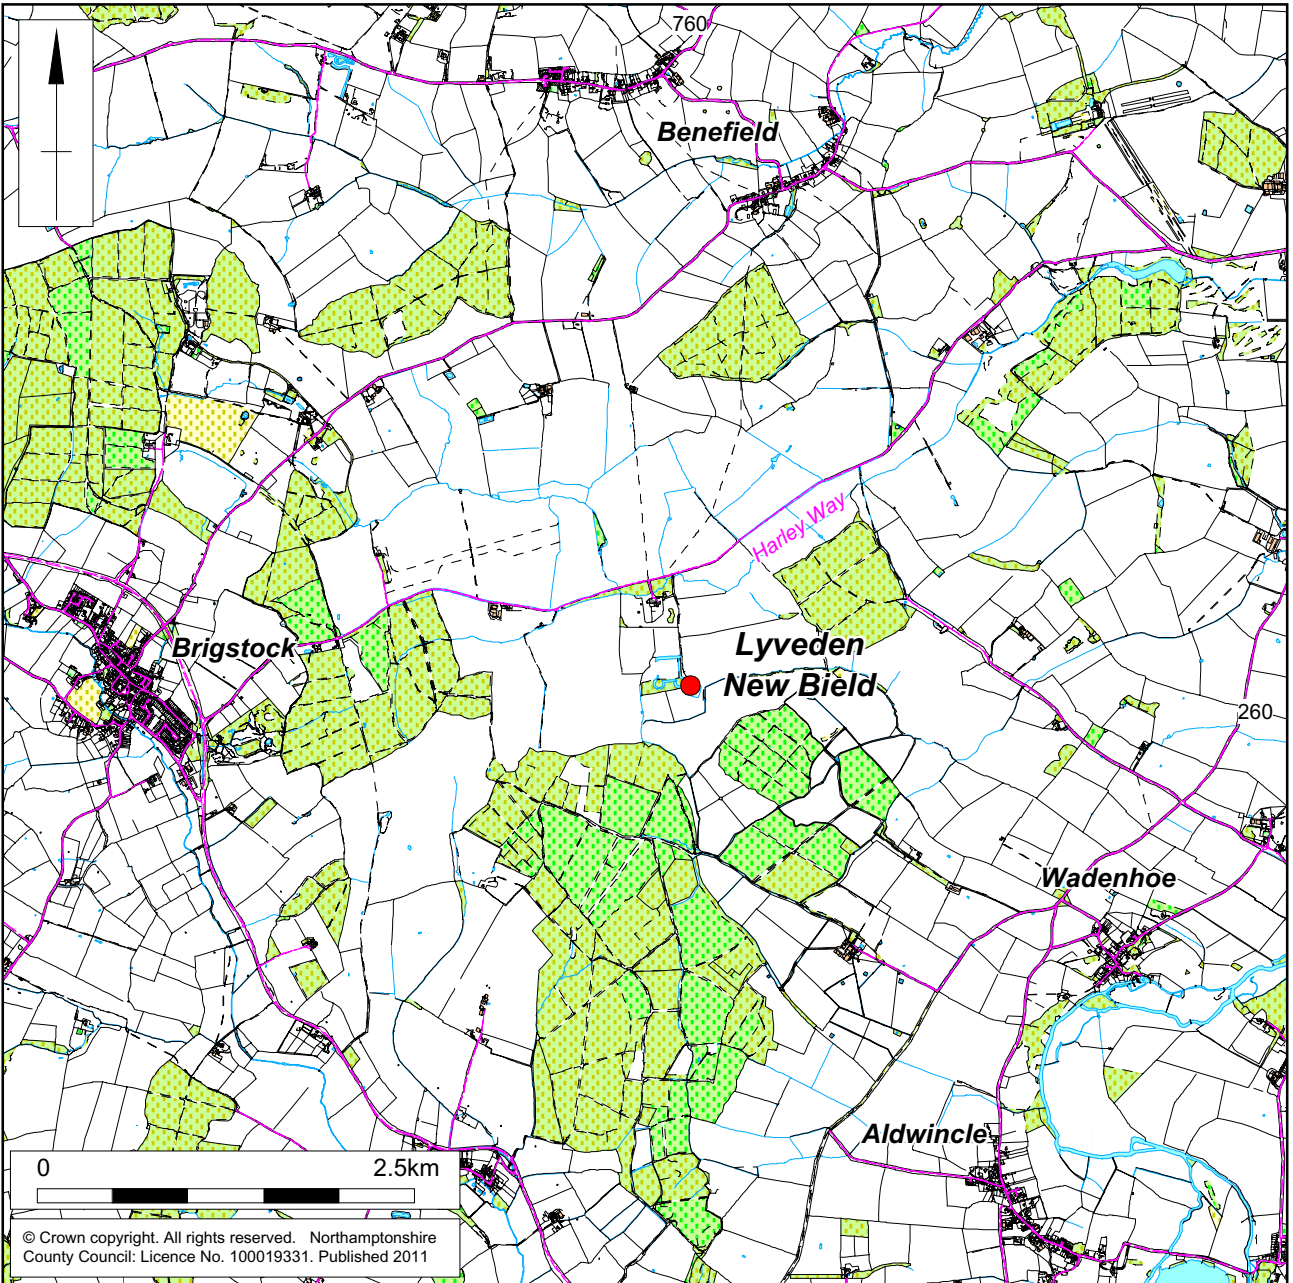 760
Benefield
Harley Way
Brigstock
Lyveden
New Bield
260
Wadenhoe
Aldwincle
0 2.5km
© Crown copyright. All rights reserved. Northamptonshire
County Council: Licence No. 100019331. Published 2011